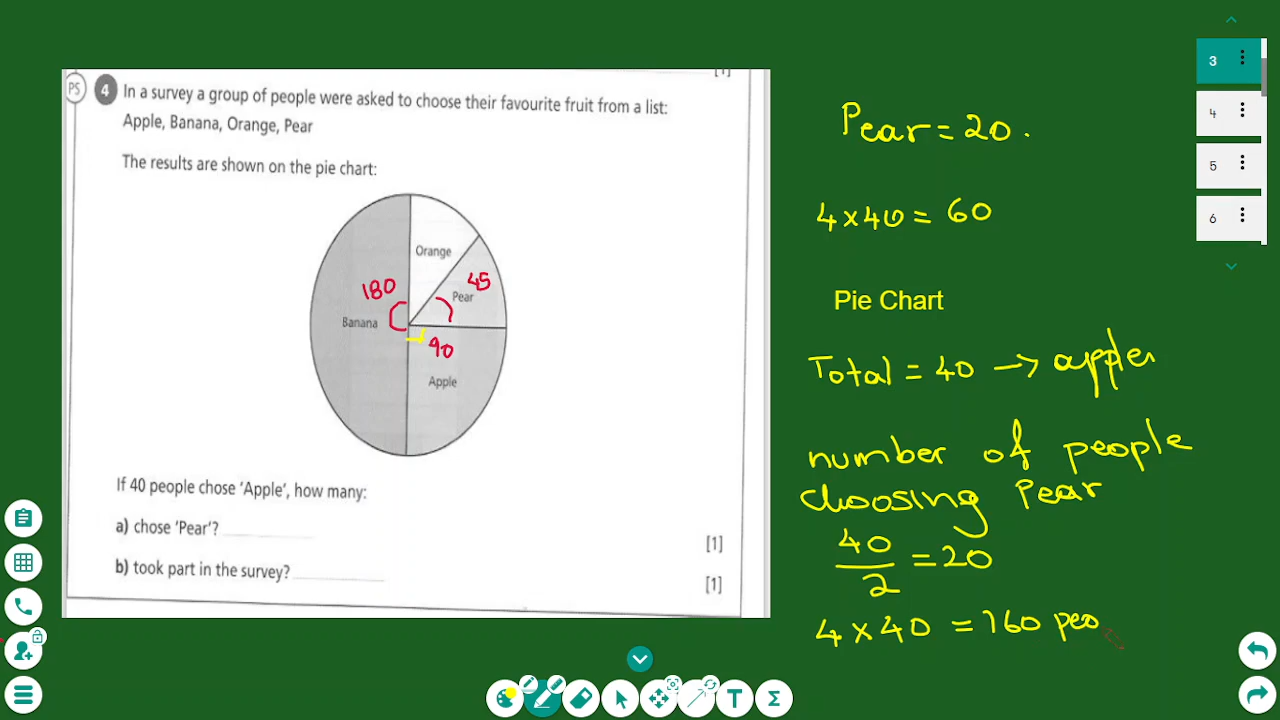 [1]
PS 4 In a survey a group of people were asked to choose their favourite fruit from a list:
Apple, Banana, Orange, Pear
The results are shown on the pie chart:
Orange
180
45
Pear
Banana
90
Apple
If 40 people chose 'Apple', how many:
a) chose 'Pear'?
[1]
b) took part in the survey?
[1]
Pear = 20.
4 x 40 = 60
Pie Chart
Total = 40 → apples
number of people
choosing Pear
40
2
= 20
4 x 40 = 160 peo
3
4
5
6
T
Σ